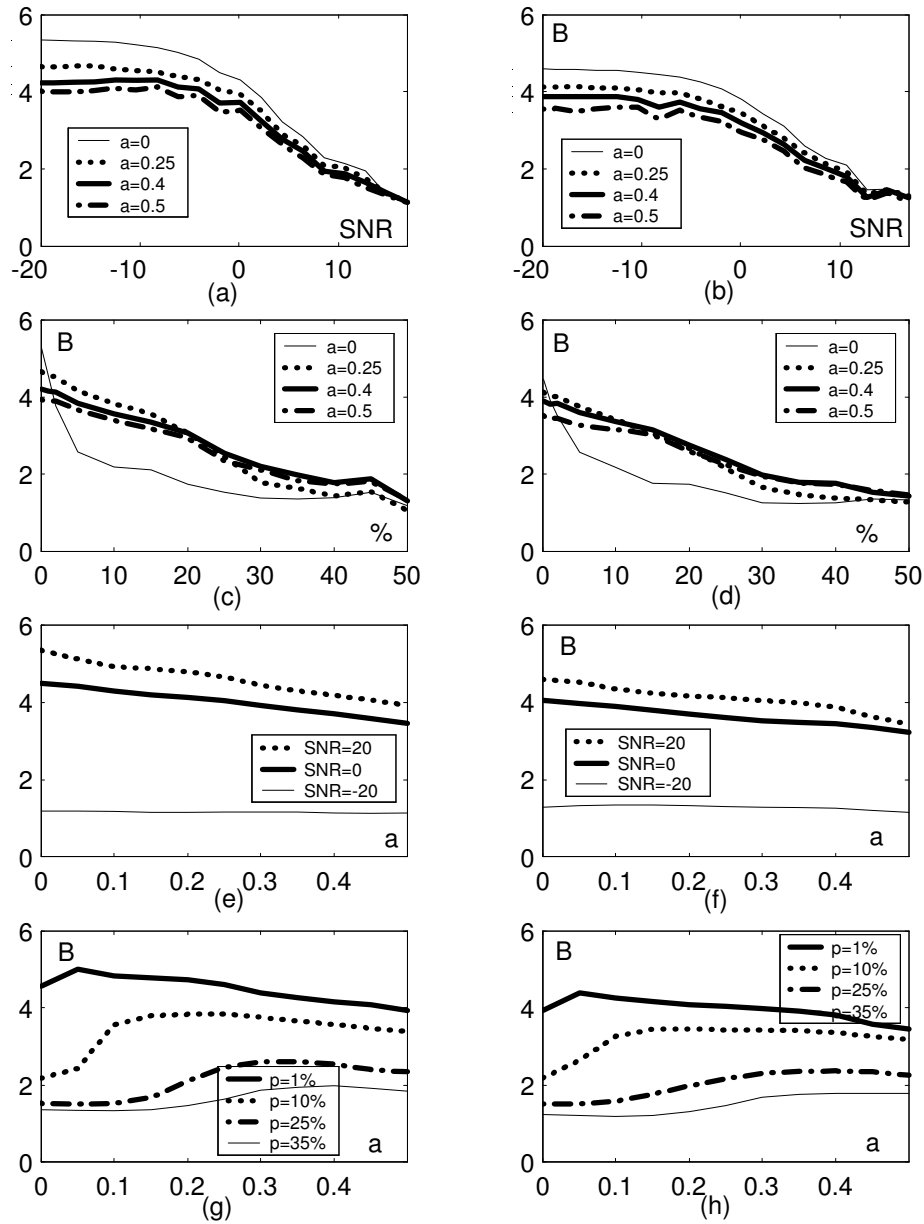 6
4
2
0
a=0
a=0.25
a=0.4
a=0.5
SNR
-20 -10 0 10
(a)
6
4
2
0
B
a=0
a=0.25
a=0.4
a=0.5
SNR
-20 -10 0 10
(b)
6
4
2
0
B
a=0
a=0.25
a=0.4
a=0.5
%
0 10 20 30 40 50
(c)
6
4
2
0
B
a=0
a=0.25
a=0.4
a=0.5
%
0 10 20 30 40 50
(d)
6
4
2
0
SNR=20
SNR=0
SNR=-20
a
0 0.1 0.2 0.3 0.4
(e)
6
4
2
0
B
SNR=20
SNR=0
SNR=-20
a
0 0.1 0.2 0.3 0.4
(f)
6
4
2
0
B
p=1%
p=10%
p=25%
p=35%
a
0 0.1 0.2 0.3 0.4
(g)
6
4
2
0
B
p=1%
p=10%
p=25%
p=35%
a
0 0.1 0.2 0.3 0.4
(h)